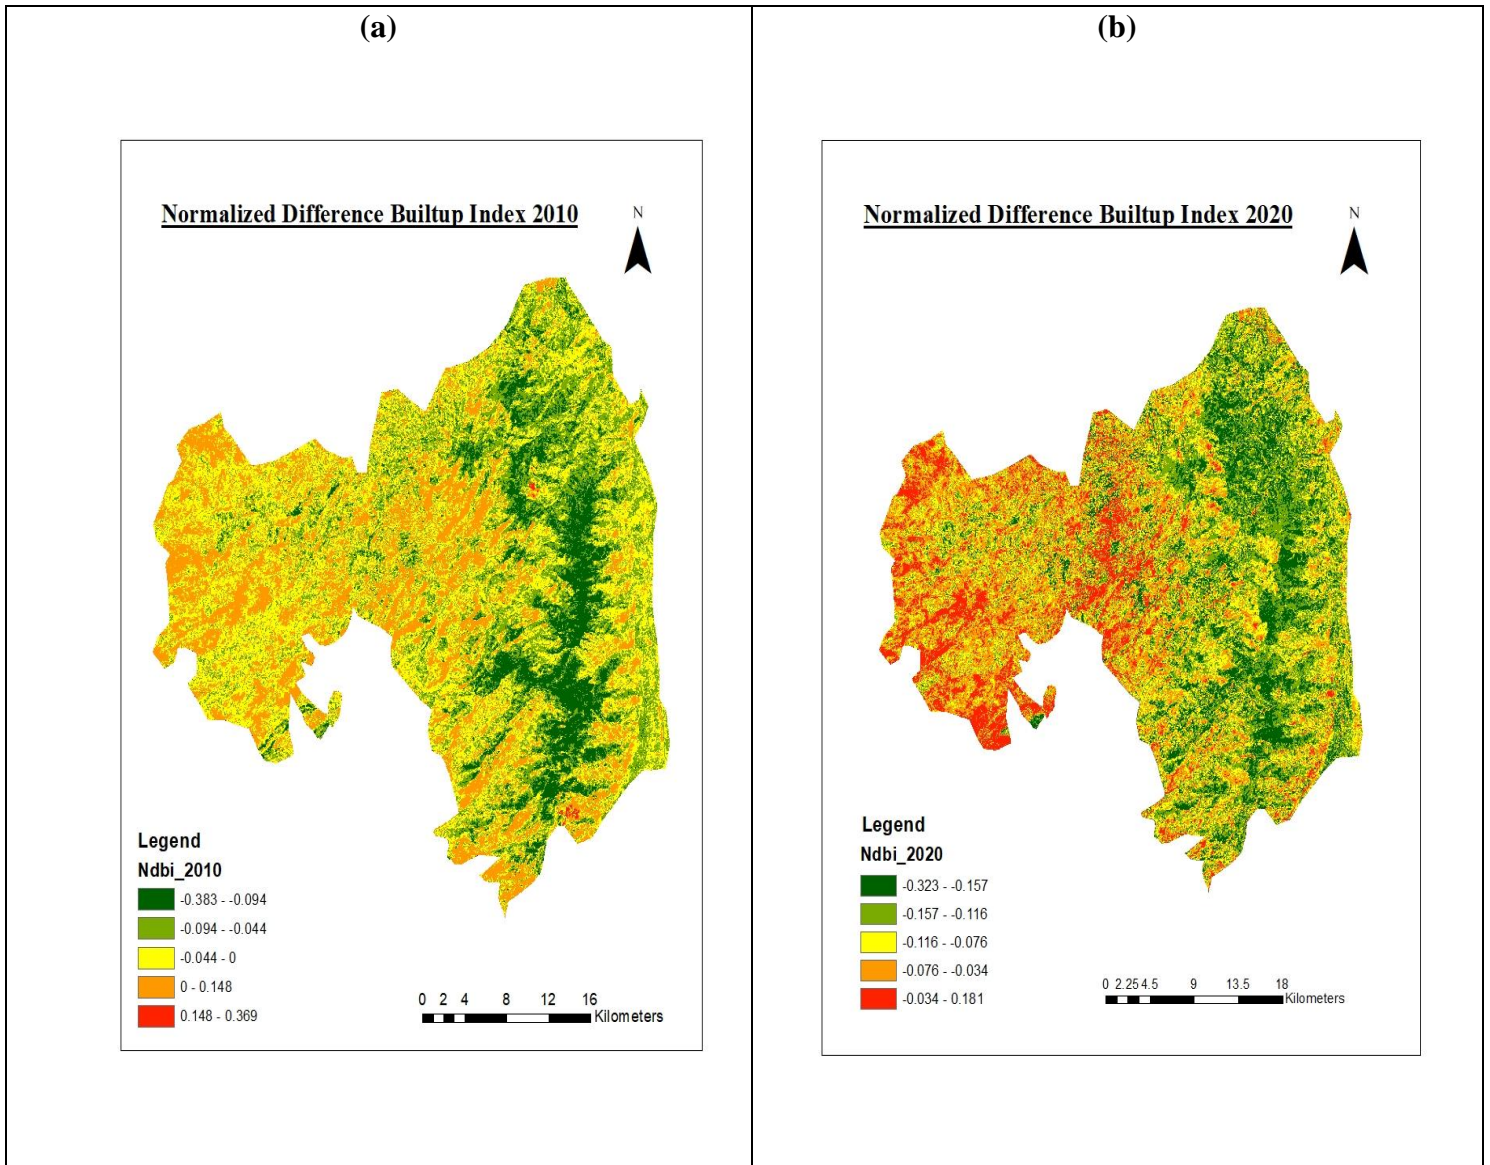 (a)
Normalized Difference Builtup Index 2010
N
Legend
Ndbi_2010
-0.383 - -0.094
-0.094 - -0.044
-0.044 - 0
0 - 0.148
0.148 - 0.369
0 2 4 8 12 16
Kilometers
(b)
Normalized Difference Builtup Index 2020
N
Legend
Ndbi_2020
-0.323 - -0.157
-0.157 - -0.116
-0.116 - -0.076
-0.076 - -0.034
-0.034 - 0.181
0 2.25 4.5 9 13.5 18
Kilometers